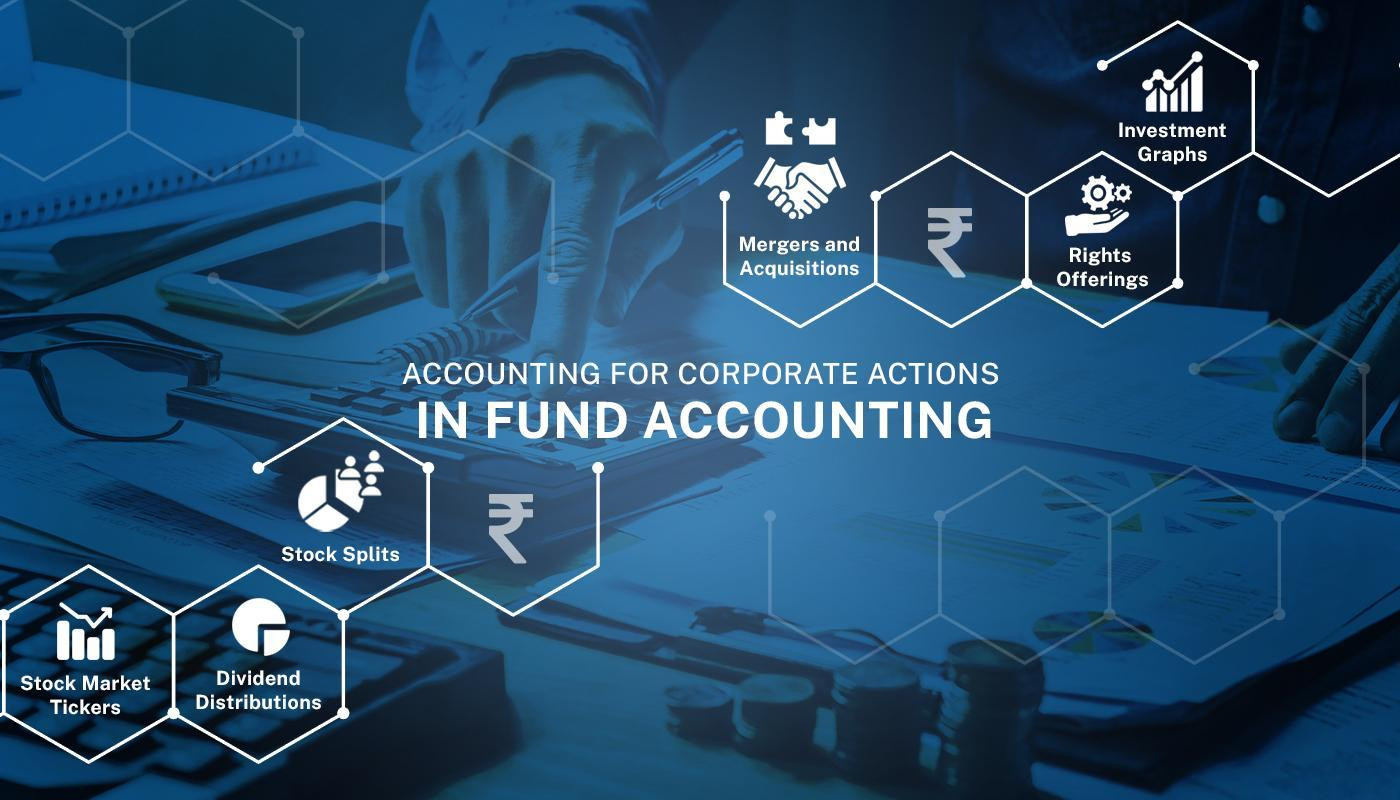 Investment
Graphs
Mergers and
Acquisitions
₹
Rights
Offerings
ACCOUNTING FOR CORPORATE ACTIONS
IN FUND ACCOUNTING
Stock Splits
₹
Stock Market
Tickers
Dividend
Distributions